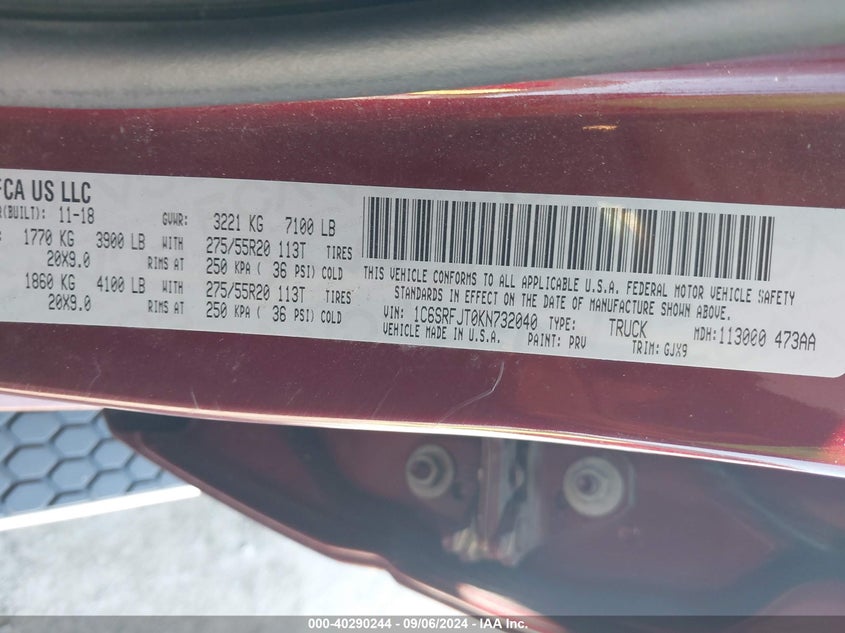 FCA US LLC
R(BUILT): 11-18 GVWR: 3221 KG 7100 LB
: 1770 KG 3900 LB WITH 275/55R20 113T TIRES
20X9.0 RIMS AT 250 KPA ( 36 PSI) COLD
1860 KG 4100 LB WITH 275/55R20 113T TIRES
20X9.0 RIMS AT 250 KPA ( 36 PSI) COLD
THIS VEHICLE CONFORMS TO ALL APPLICABLE U.S.A. FEDERAL MOTOR VEHICLE SAFETY
STANDARDS IN EFFECT ON THE DATE OF MANUFACTURE SHOWN ABOVE.
VIN: 1C6SRFJT0KN732040 TYPE: TRUCK MDH: 113000 473AA
VEHICLE MADE IN U.S.A. PAINT: PRV TRIM: GJX9
000-40290244 - 09/06/2024 - IAA Inc.